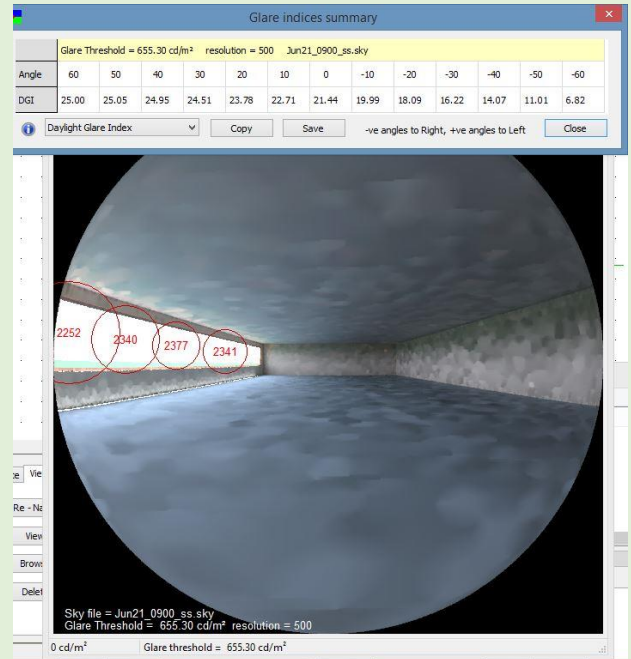 Glare indices summary
Glare Threshold = 655.30 cd/m² resolution = 500 Jun21_0900_ss.sky
Angle 60 50 40 30 20 10 0 -10 -20 -30 -40 -50 -60
DGI 25.00 25.05 24.95 24.51 23.78 22.71 21.44 19.99 18.09 16.22 14.07 11.01 6.82
Daylight Glare Index Copy Save -ve angles to Right, +ve angles to Left Close
2252 2340 2377 2341
Re - Na
View
Sky file = Jun21_0900_ss.sky
Glare Threshold = 655.30 cd/m² resolution = 500
0 cd/m² Glare threshold = 655.30 cd/m²